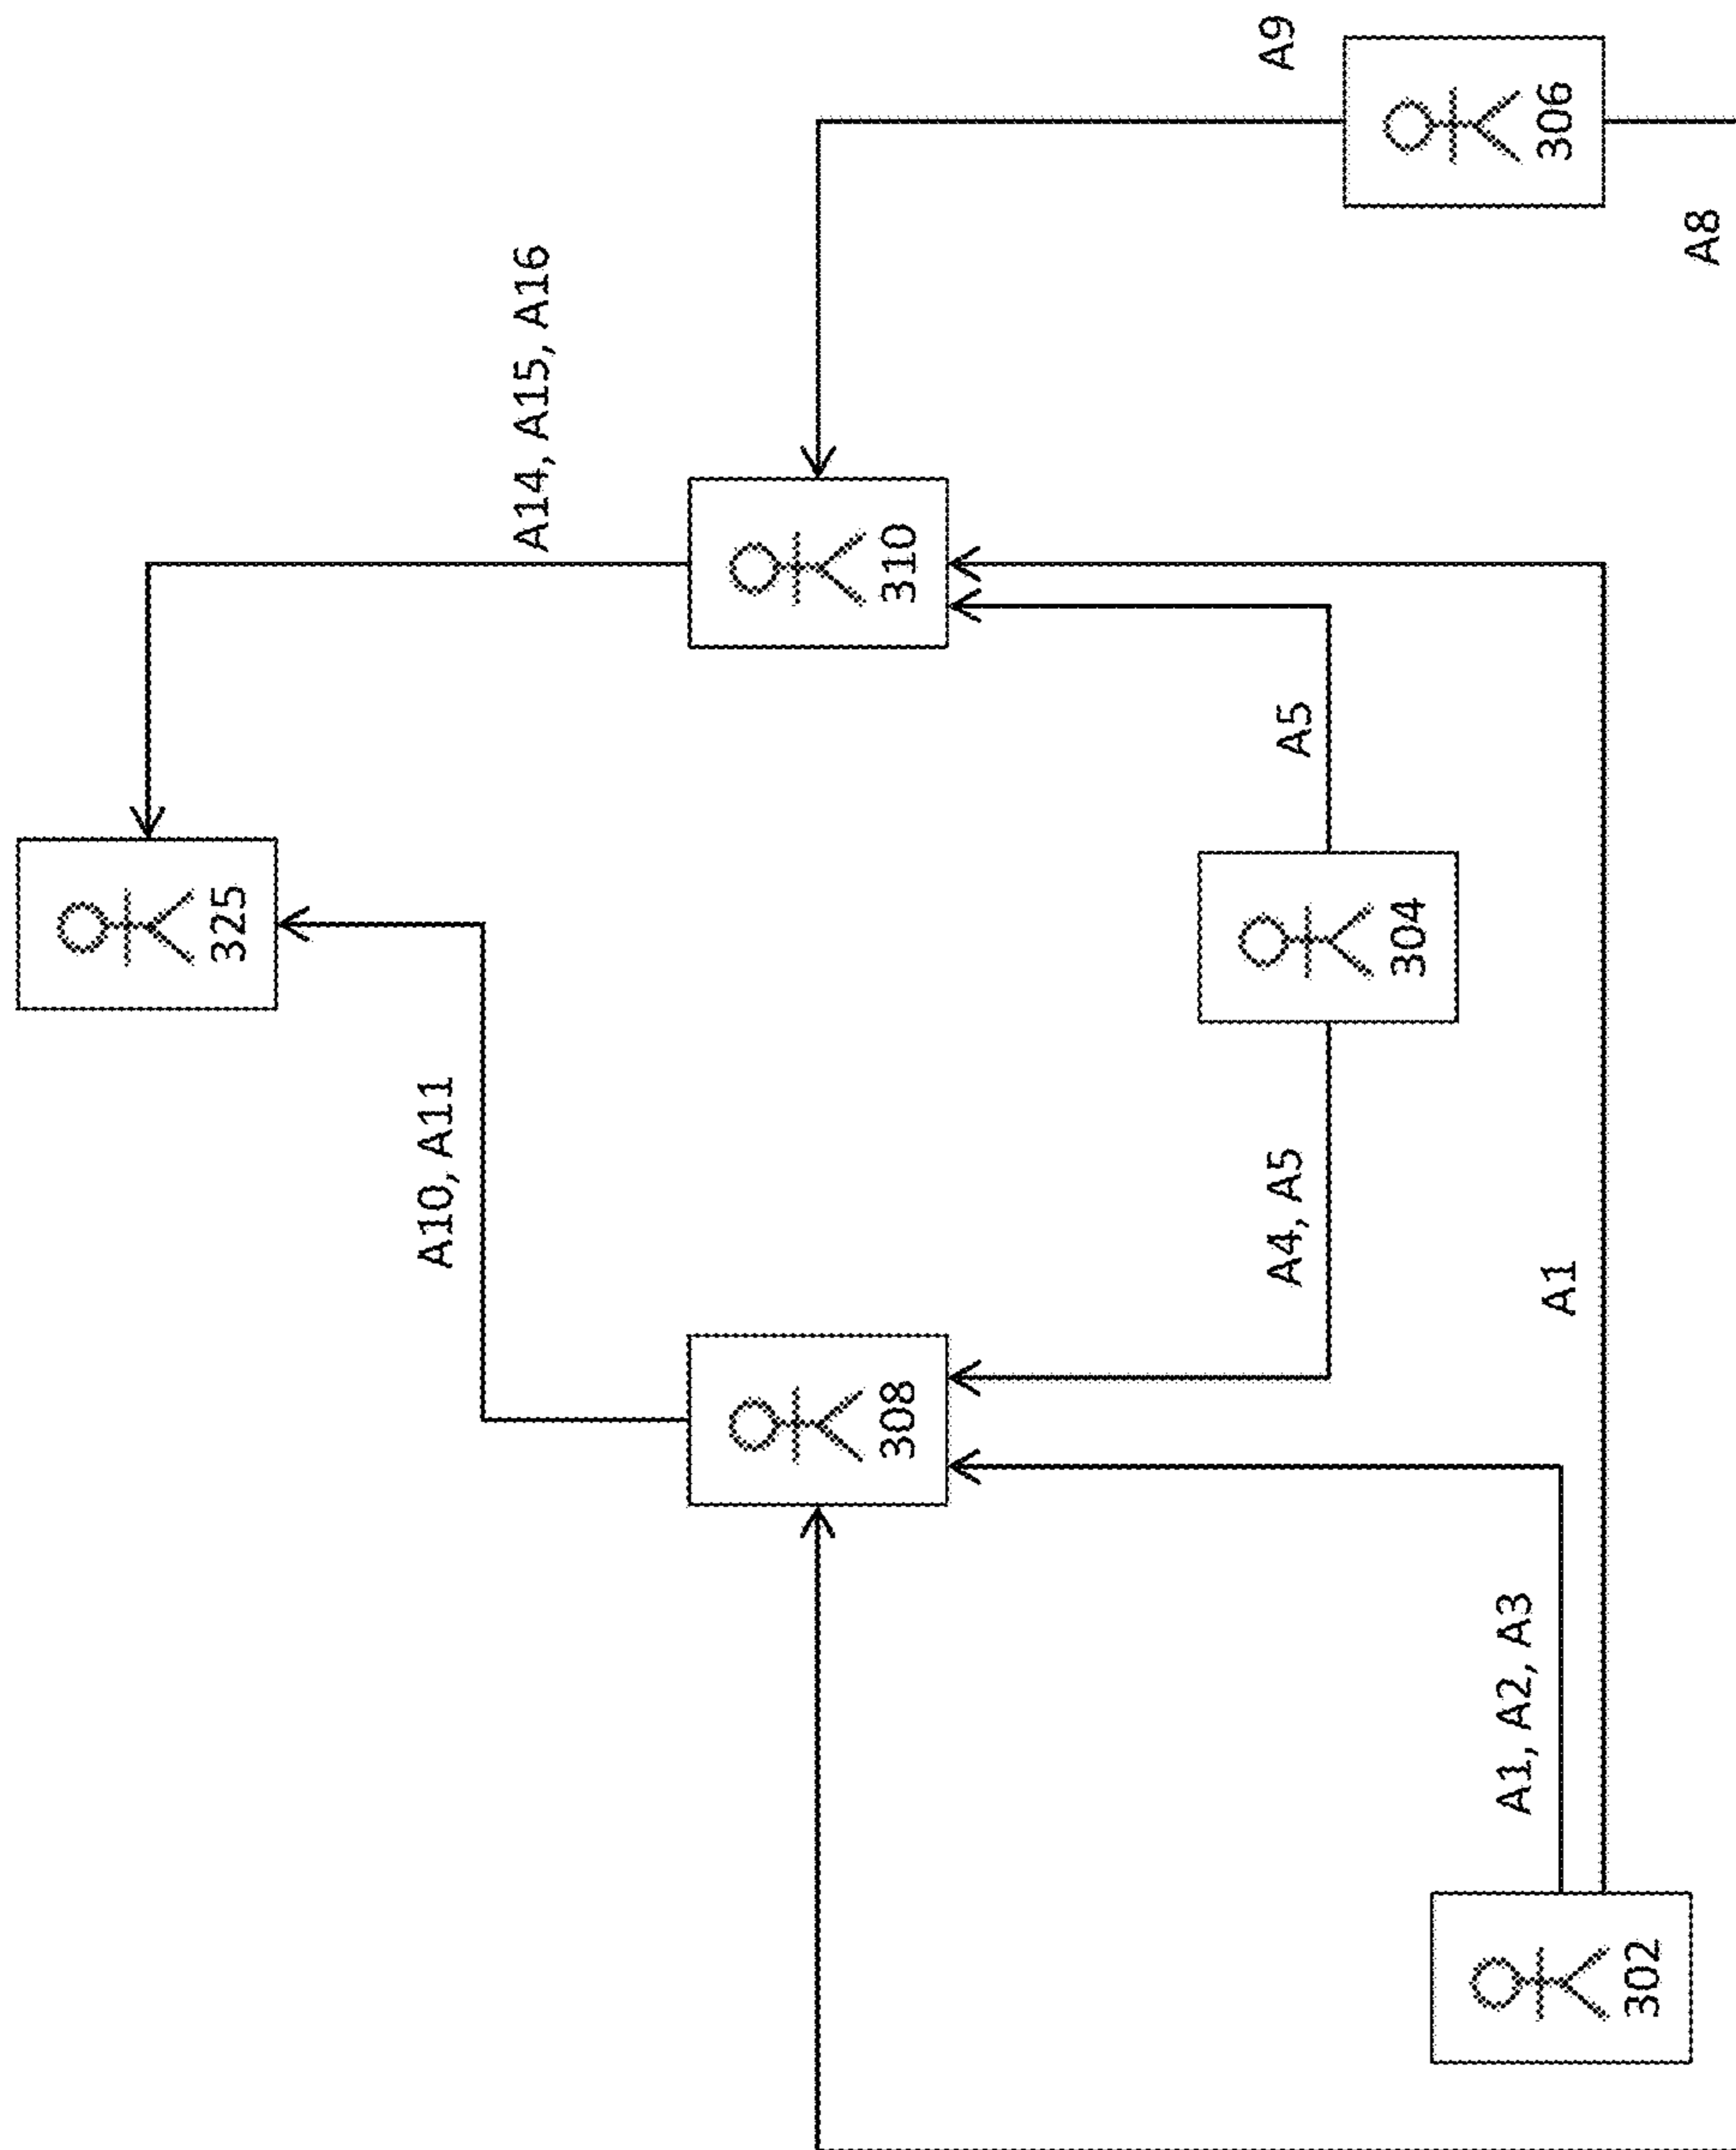 325
A10, A11
A14, A15, A16
308
310
A9
A4, A5
A5
304
306
A1, A2, A3
A1
302
A8